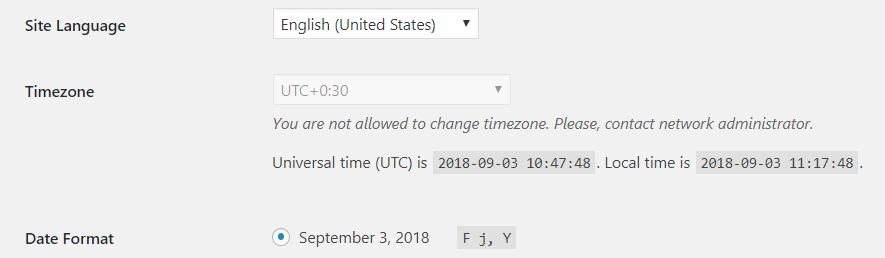 Site Language English (United States)
Timezone UTC+0:30
You are not allowed to change timezone. Please, contact network administrator.
Universal time (UTC) is 2018-09-03 10:47:48 . Local time is 2018-09-03 11:17:48 .
Date Format September 3, 2018 F j, Y